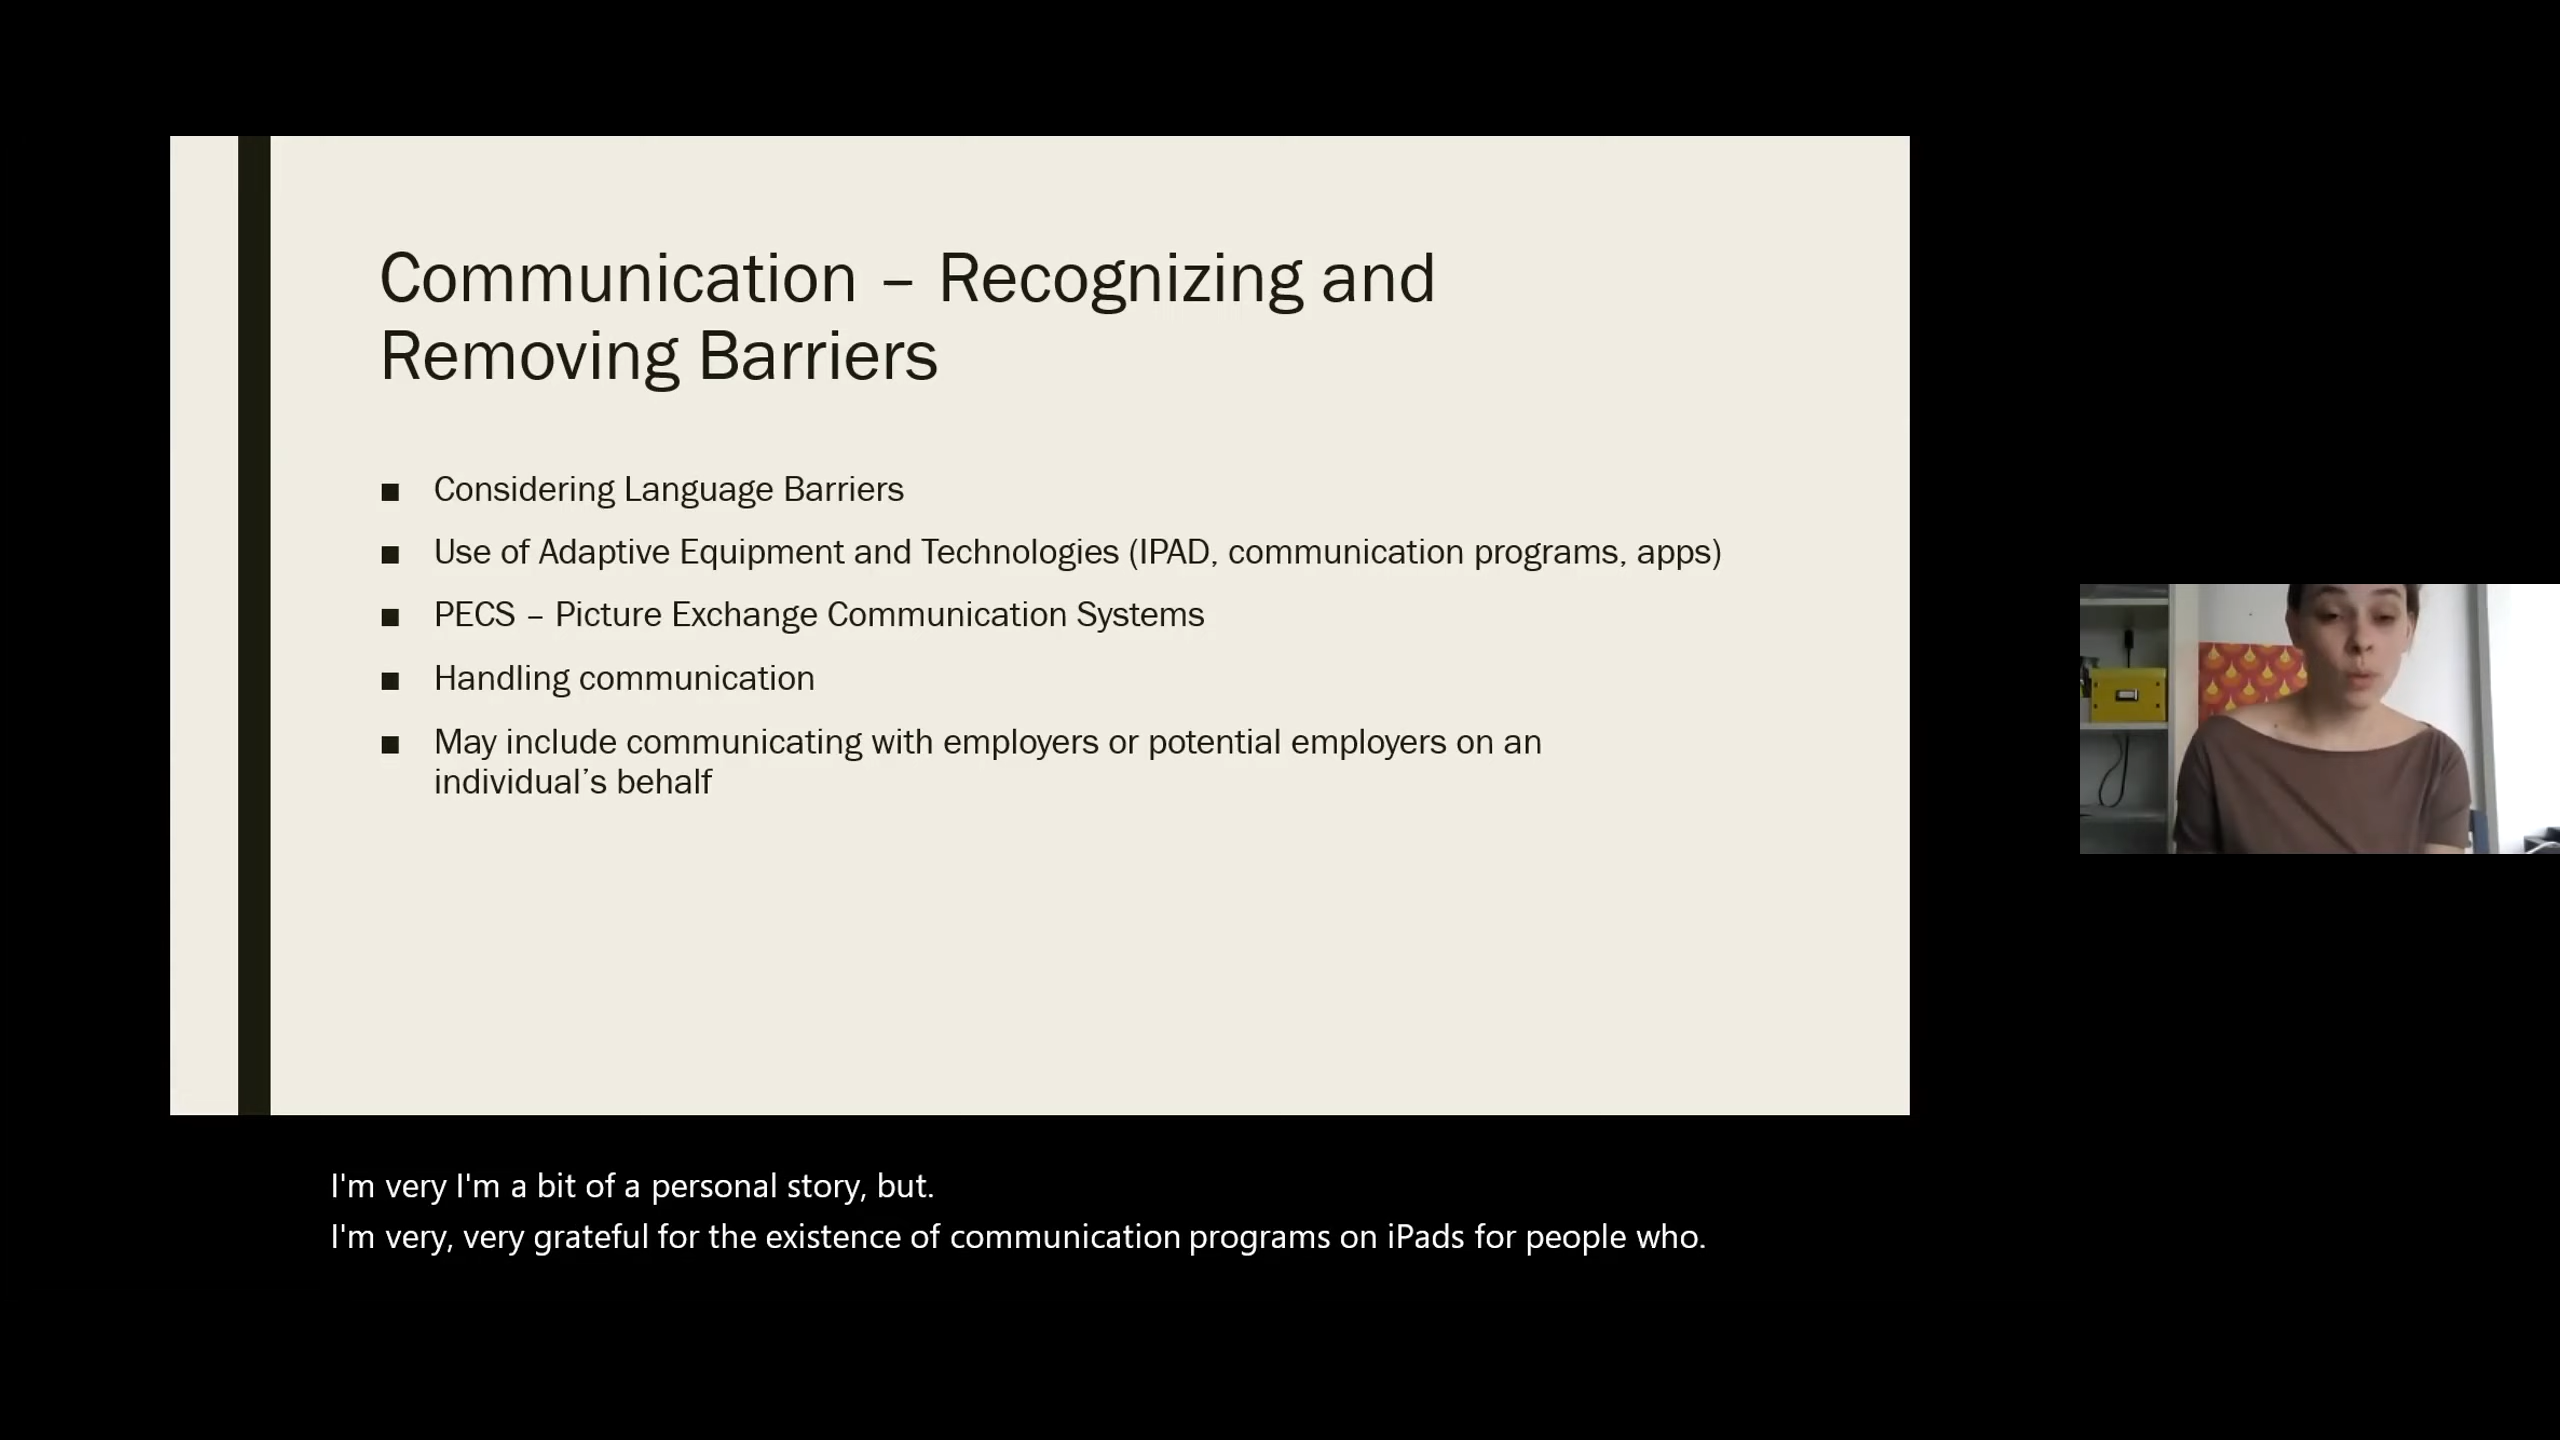 Communication – Recognizing and
Removing Barriers
■ Considering Language Barriers
■ Use of Adaptive Equipment and Technologies (IPAD, communication programs, apps)
■ PECS – Picture Exchange Communication Systems
■ Handling communication
■ May include communicating with employers or potential employers on an
individual’s behalf
I'm very I'm a bit of a personal story, but.
I'm very, very grateful for the existence of communication programs on iPads for people who.